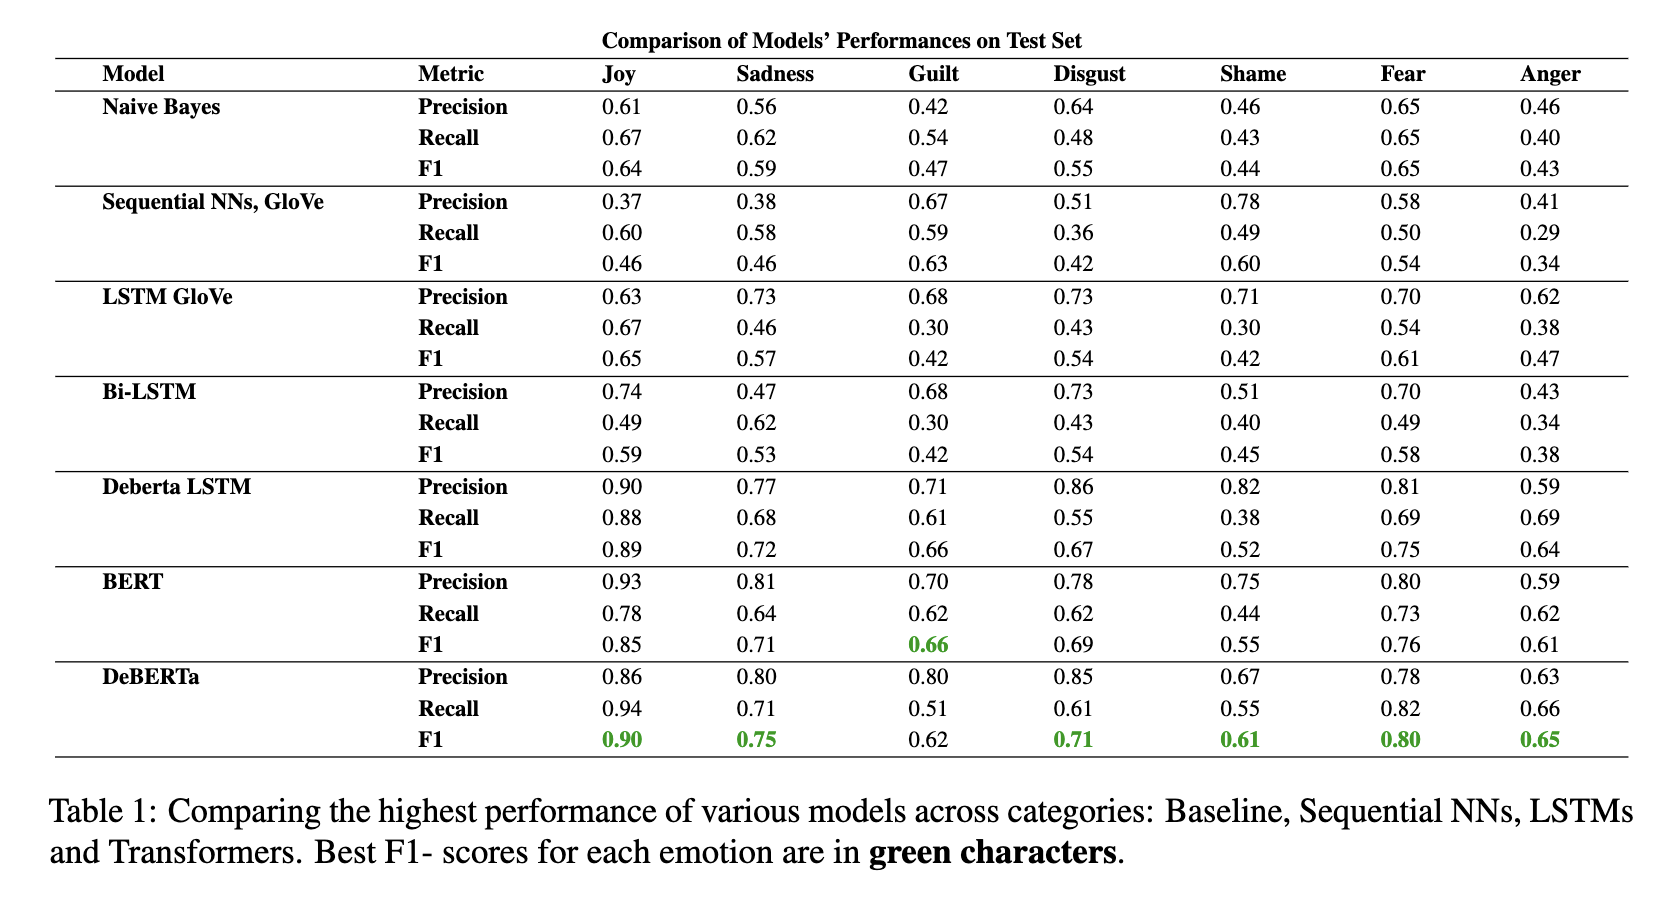 Comparison of Models' Performances on Test Set
Model Metric Joy Sadness Guilt Disgust Shame Fear Anger
Naive Bayes Precision 0.61 0.56 0.42 0.64 0.46 0.65 0.46
Recall 0.67 0.62 0.54 0.48 0.43 0.65 0.40
F1 0.64 0.59 0.47 0.55 0.44 0.65 0.43
Sequential NNs, GloVe Precision 0.37 0.38 0.67 0.51 0.78 0.58 0.41
Recall 0.60 0.58 0.59 0.36 0.49 0.50 0.29
F1 0.46 0.46 0.63 0.42 0.60 0.54 0.34
LSTM GloVe Precision 0.63 0.73 0.68 0.73 0.71 0.70 0.62
Recall 0.67 0.46 0.30 0.43 0.30 0.54 0.38
F1 0.65 0.57 0.42 0.54 0.42 0.61 0.47
Bi-LSTM Precision 0.74 0.47 0.68 0.73 0.51 0.70 0.43
Recall 0.49 0.62 0.30 0.43 0.40 0.49 0.34
F1 0.59 0.53 0.42 0.54 0.45 0.58 0.38
Deberta LSTM Precision 0.90 0.77 0.71 0.86 0.82 0.81 0.59
Recall 0.88 0.68 0.61 0.55 0.38 0.69 0.69
F1 0.89 0.72 0.66 0.67 0.52 0.75 0.64
BERT Precision 0.93 0.81 0.70 0.78 0.75 0.80 0.59
Recall 0.78 0.64 0.62 0.62 0.44 0.73 0.62
F1 0.85 0.71 0.66 0.69 0.55 0.76 0.61
DeBERTa Precision 0.86 0.80 0.80 0.85 0.67 0.78 0.63
Recall 0.94 0.71 0.51 0.61 0.55 0.82 0.66
F1 0.90 0.75 0.62 0.71 0.61 0.80 0.65
Table 1: Comparing the highest performance of various models across categories: Baseline, Sequential NNs, LSTMs
and Transformers. Best F1- scores for each emotion are in green characters.